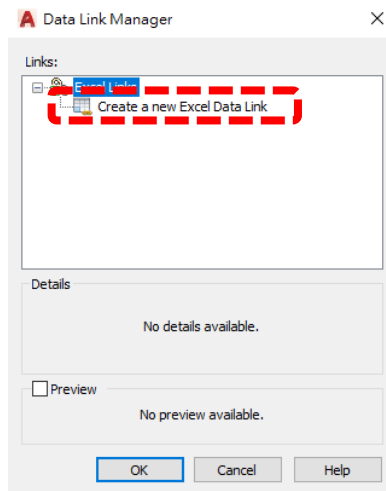 Data Link Manager
Links:
Excel Links
Create a new Excel Data Link
Details
No details available.
Preview
No preview available.
OK
Cancel
Help